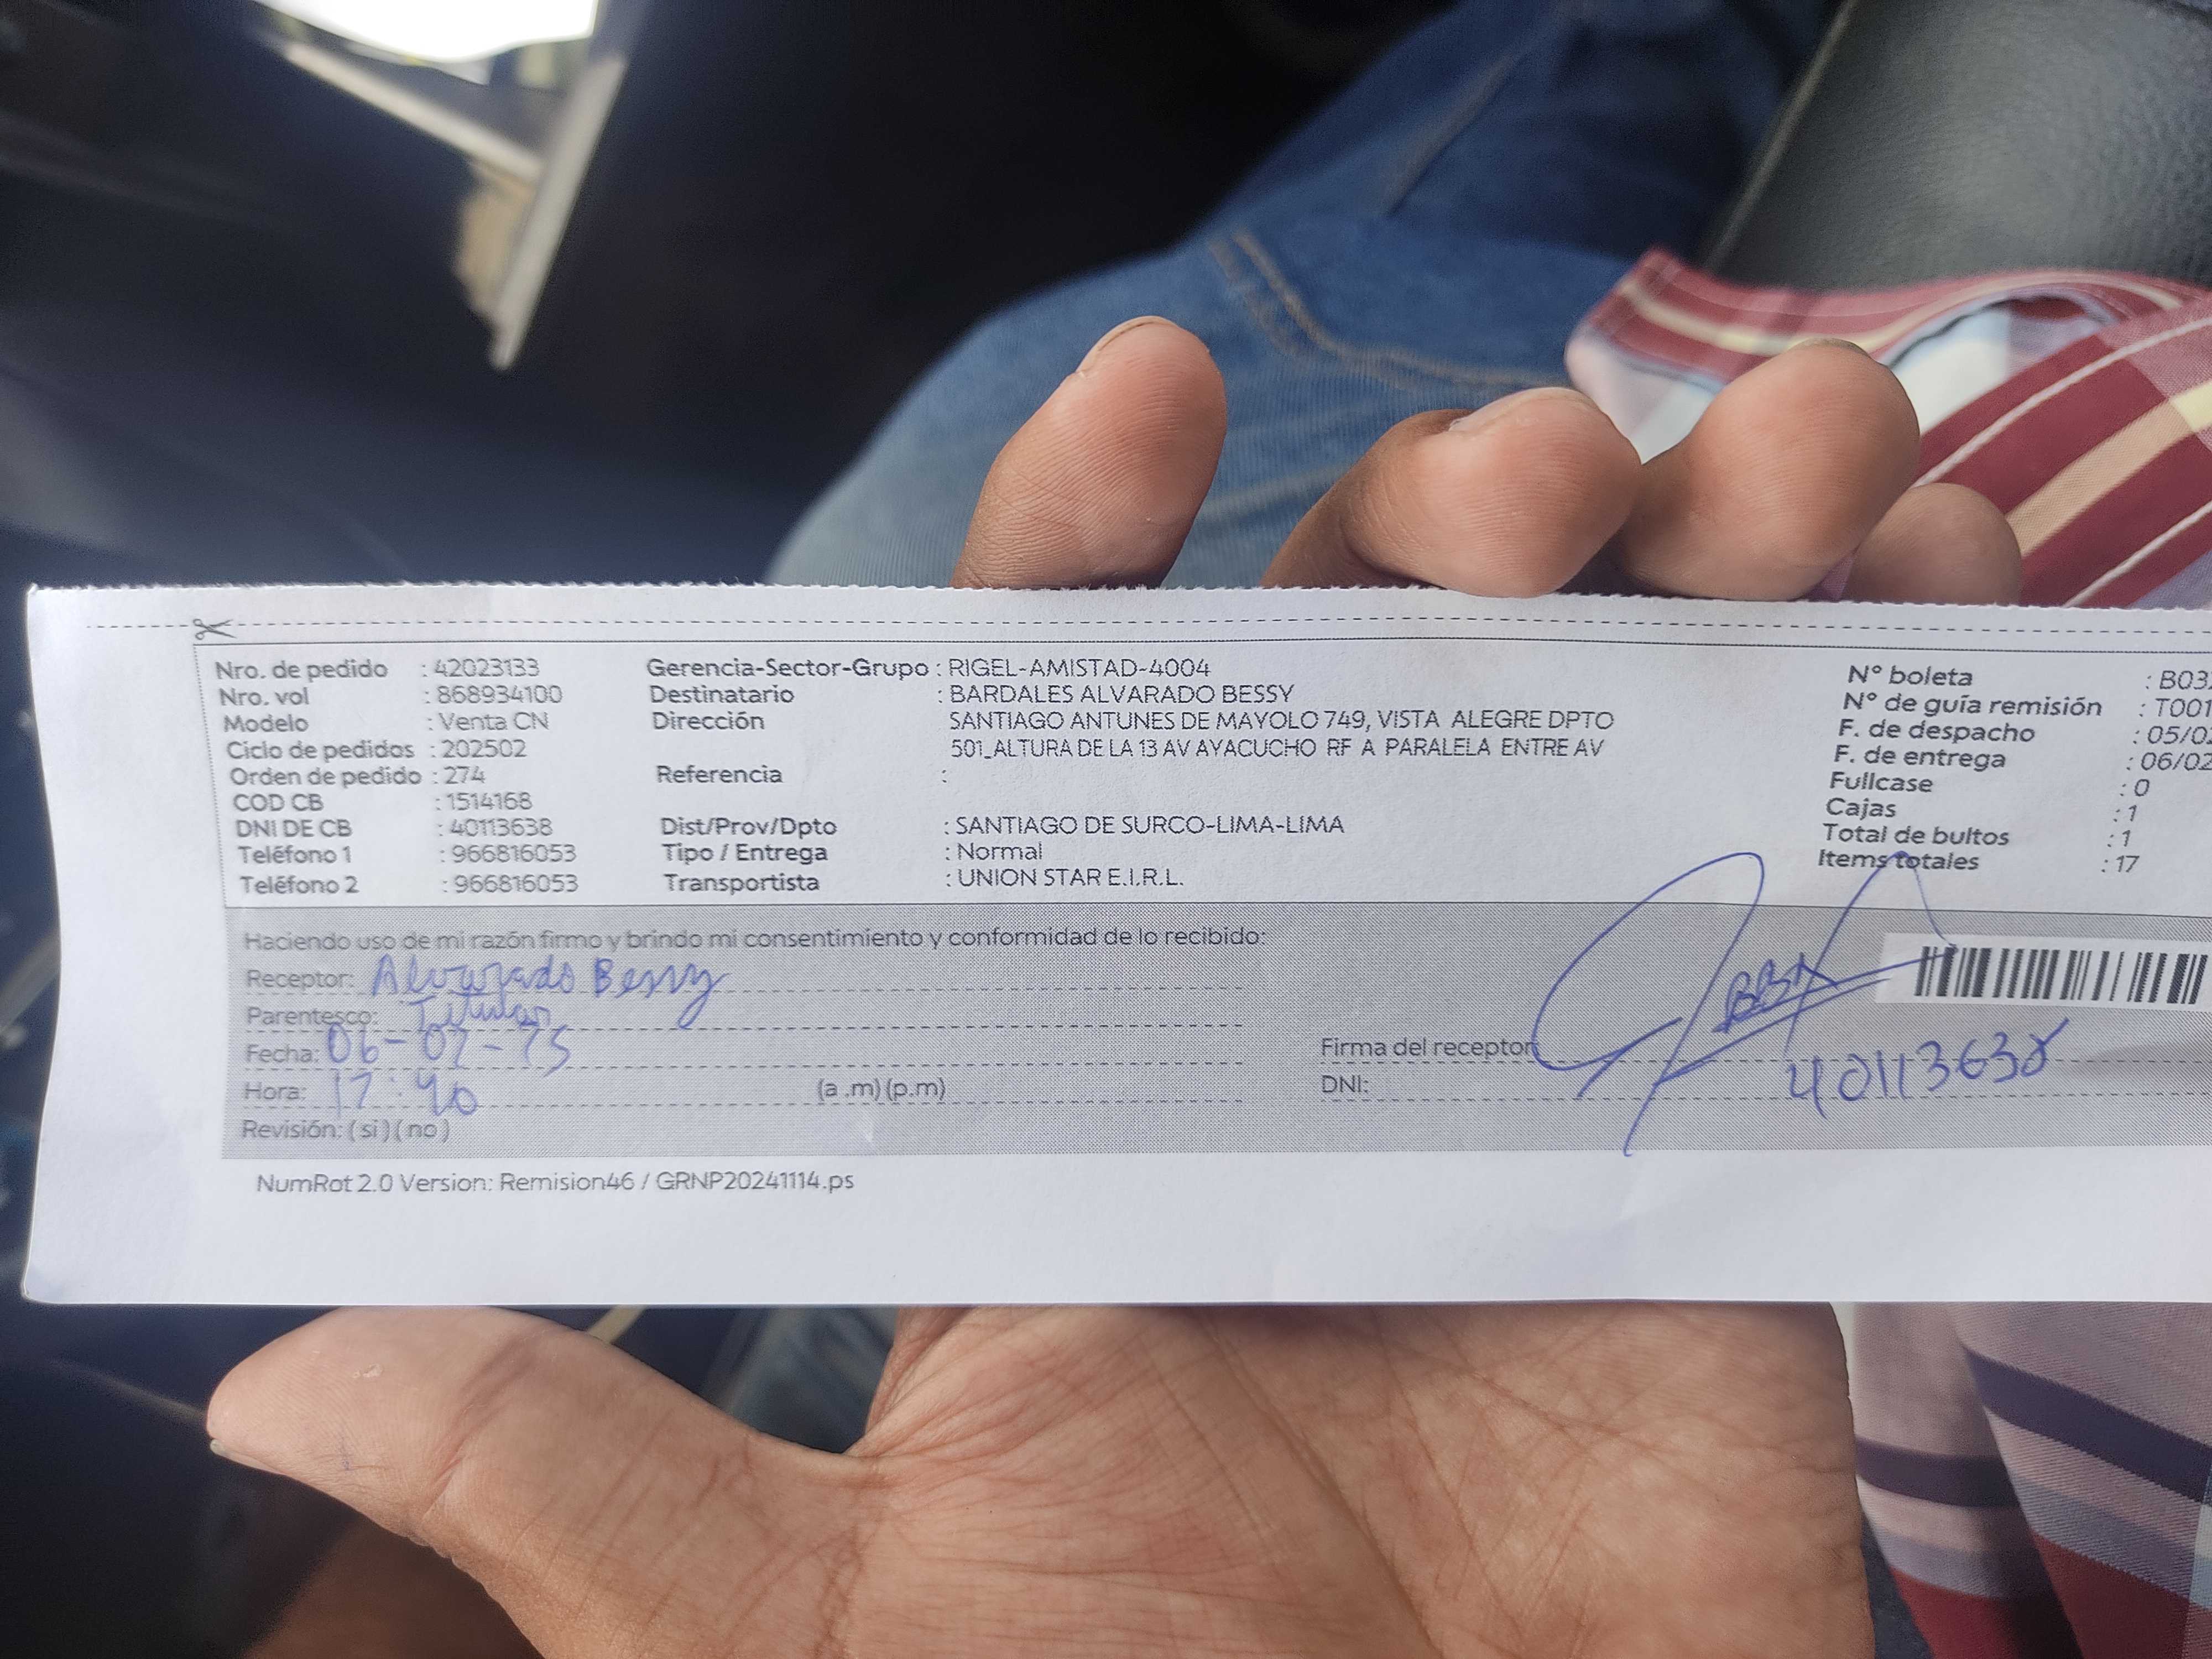 Nro. de pedido : 42023133 Gerencia-Sector-Grupo : RIGEL-AMISTAD-4004 N° boleta : B03
Nro. vol : 868934100 Destinatario : BARDALES ALVARADO BESSY N° de guía remisión : T001
Modelo : Venta CN Dirección SANTIAGO ANTUNES DE MAYOLO 749, VISTA ALEGRE DPTO F. de despacho : 05/02
Ciclo de pedidos : 202502 501_ALTURA DE LA 13 AV AYACUCHO RF A PARALELA ENTRE AV F. de entrega : 06/02
Orden de pedido : 274 Referencia : Fullcase : 0
COD CB : 1514168 Cajas : 1
DNI DE CB : 40113638 Dist/Prov/Dpto : SANTIAGO DE SURCO-LIMA-LIMA Total de bultos : 1
Teléfono 1 : 966816053 Tipo / Entrega : Normal Items totales : 17
Teléfono 2 : 966816053 Transportista : UNION STAR E.I.R.L.
Haciendo uso de mi razón firmo y brindo mi consentimiento y conformidad de lo recibido:
Receptor: Alvarado Bessy
Parentesco: Titular
Fecha: 06-02-25
Firma del receptor BBA
Hora: 17:40 (a .m) (p.m) DNI: 40113638
Revisión: ( si ) ( no )
NumRot 2.0 Version: Remision46 / GRNP20241114.ps